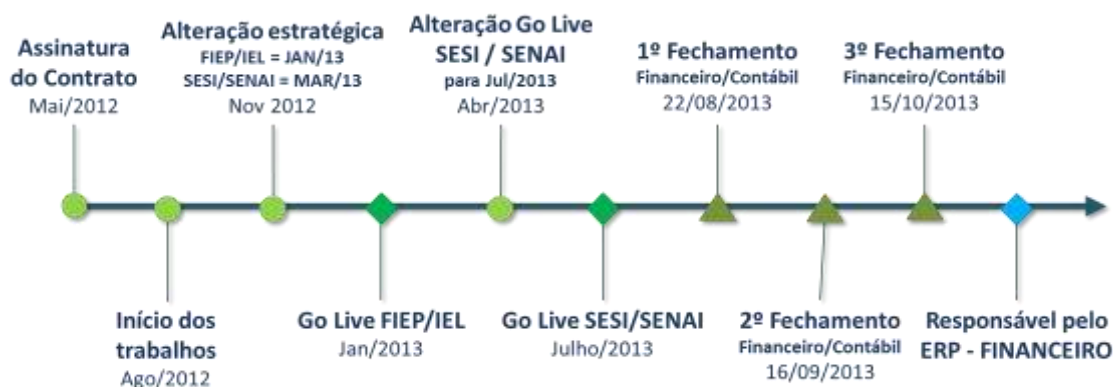 Assinatura
do Contrato
Mai/2012
Alteração estratégica
FIEP/IEL = JAN/13
SESI/SENAI = MAR/13
Nov 2012
Alteração Go Live
SESI / SENAI
para Jul/2013
Abr/2013
1º Fechamento
Financeiro/Contábil
22/08/2013
3º Fechamento
Financeiro/Contábil
15/10/2013
Início dos
trabalhos
Ago/2012
Go Live FIEP/IEL
Jan/2013
Go Live SESI/SENAI
Julho/2013
2º Fechamento
Financeiro/Contábil
16/09/2013
Responsável pelo
ERP - FINANCEIRO